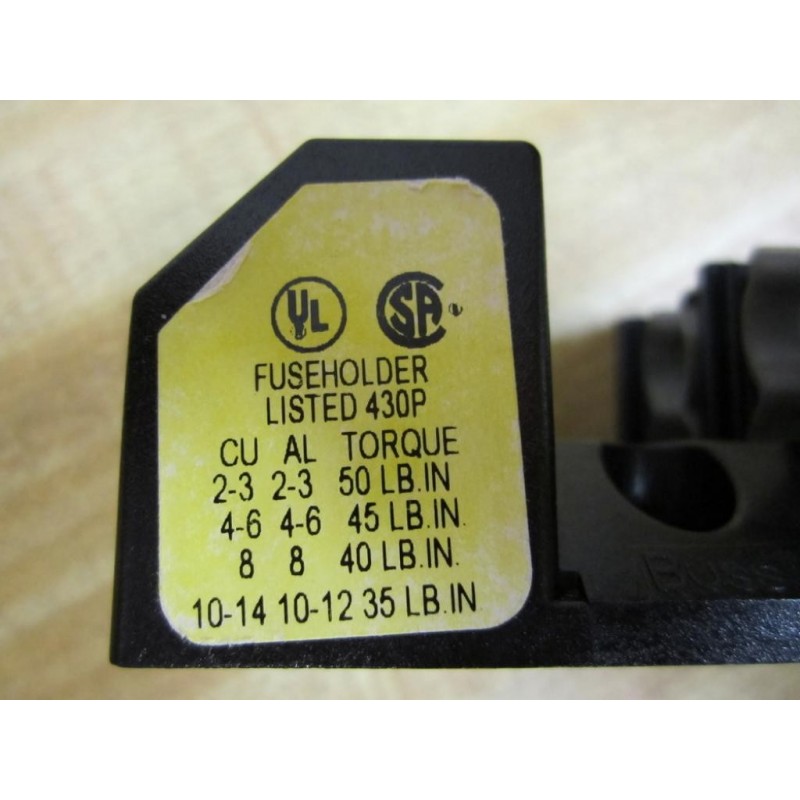 UL SA
FUSEHOLDER
LISTED 430P
CU AL TORQUE
2-3 2-3 50 LB.IN
4-6 4-6 45 LB.IN.
8 8 40 LB.IN.
10-14 10-12 35 LB.IN
BUSS